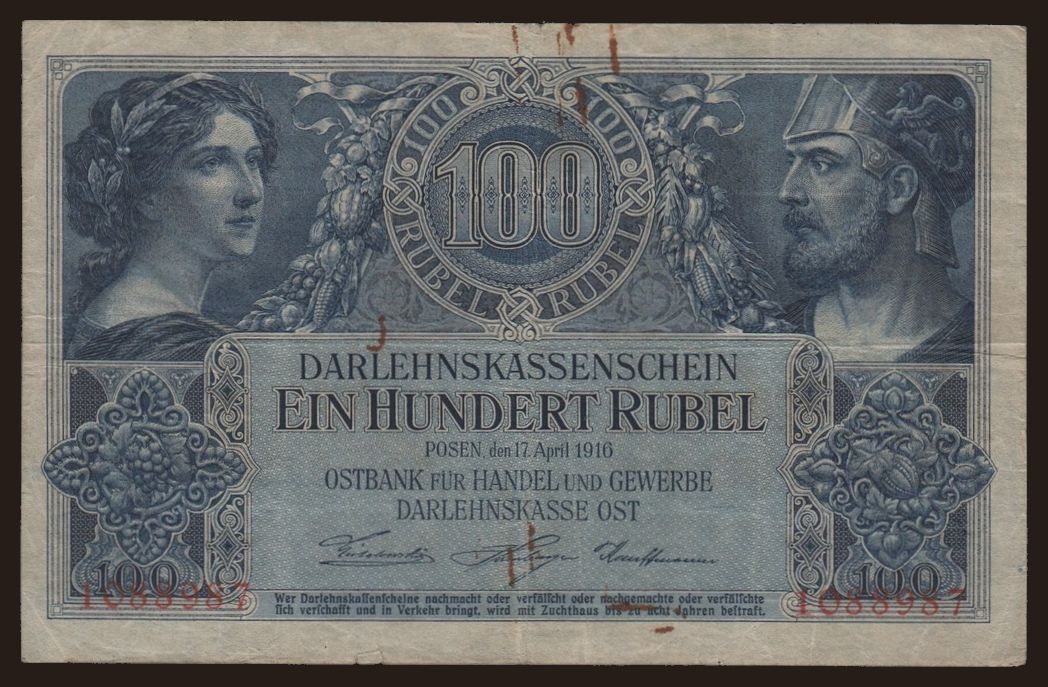 100 100
100
RUBEL RUBEL
DARLEHNSKASSENSCHEIN
EIN HUNDERT RUBEL
POSEN, den 17. April 1916
OSTBANK FÜR HANDEL UND GEWERBE
DARLEHNSKASSE OST
Kauffmann
100 100
1088987 1088987
Wer Darlehnskassenscheine nachmacht oder verfälscht oder nachgemachte oder verfälschte
sich verschafft und in Verkehr bringt, wird mit Zuchthaus bis zu acht Jahren bestraft.